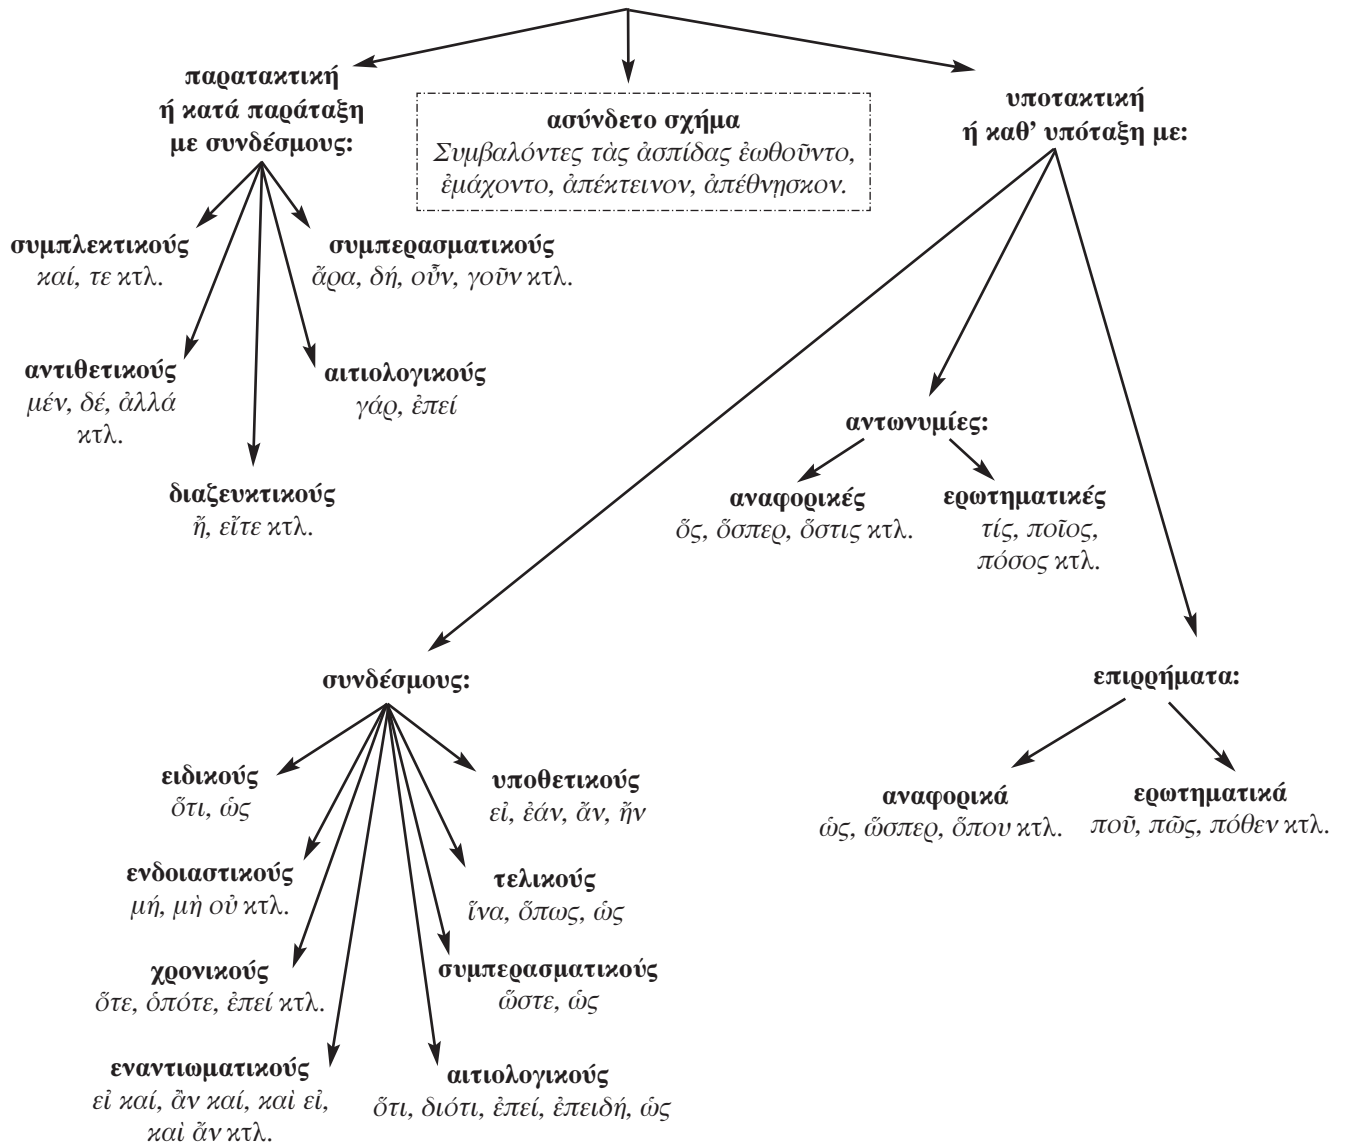 παρατακτική
ή κατά παράταξη
με συνδέσμους:
συμπλεκτικούς
καί, τε κτλ.
συμπερασματικούς
ἄρα, δή, οὖν, γοῦν κτλ.
αντιθετικούς
μέν, δέ, ἀλλά
κτλ.
αιτιολογικούς
γάρ, ἐπεί
διαζευκτικούς
ἤ, εἴτε κτλ.
ασύνδετο σχήμα
Συμβαλόντες τὰς ἀσπίδας ἐωθοῦντο,
ἐμάχοντο, ἀπέκτεινον, ἀπέθνῃσκον.
υποτακτική
ή καθ’ υπόταξη με:
αντωνυμίες:
αναφορικές
ὅς, ὅσπερ, ὅστις κτλ.
ερωτηματικές
τίς, ποῖος,
πόσος κτλ.
συνδέσμους:
ειδικούς
ὅτι, ὡς
υποθετικούς
εἰ, ἐάν, ἄν, ἤν
ενδοιαστικούς
μή, μὴ οὐ κτλ.
τελικούς
ἵνα, ὅπως, ὡς
χρονικούς
ὅτε, ὁπότε, ἐπεί κτλ.
συμπερασματικούς
ὥστε, ὡς
εναντιωματικούς
εἰ καί, ἂν καί, καὶ εἰ,
καὶ ἄν κτλ.
αιτιολογικούς
ὅτι, διότι, ἐπεί, ἐπειδή, ὡς
επιρρήματα:
αναφορικά
ὡς, ὥσπερ, ὅπου κτλ.
ερωτηματικά
ποῦ, πῶς, πόθεν κτλ.